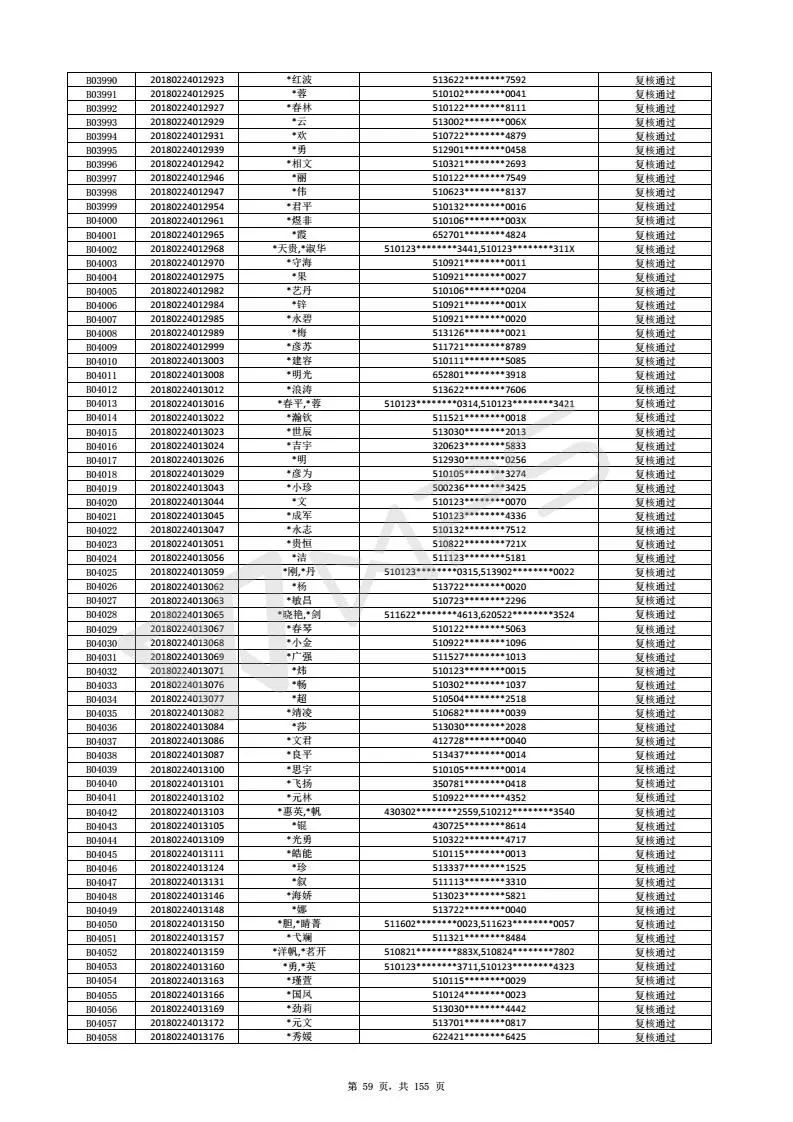 B03990 20180224012923 *红波 513622********7592 复核通过
B03991 20180224012925 *蓉 510102********0041 复核通过
B03992 20180224012927 *春林 510122********8111 复核通过
B03993 20180224012929 *云 513002********006X 复核通过
B03994 20180224012931 *欢 510722********4879 复核通过
B03995 20180224012939 *勇 512901********0458 复核通过
B03996 20180224012942 *相文 510321********2693 复核通过
B03997 20180224012946 *丽 510122********7549 复核通过
B03998 20180224012947 *伟 510623********8137 复核通过
B03999 20180224012954 *君平 510132********0016 复核通过
B04000 20180224012961 *煜非 510106********003X 复核通过
B04001 20180224012965 *霞 652701********4824 复核通过
B04002 20180224012968 *天贵,*淑华 510123********3441,510123********311X 复核通过
B04003 20180224012970 *守海 510921********0011 复核通过
B04004 20180224012975 *果 510921********0027 复核通过
B04005 20180224012982 *艺丹 510106********0204 复核通过
B04006 20180224012984 *锌 510921********001X 复核通过
B04007 20180224012985 *永碧 510921********0020 复核通过
B04008 20180224012989 *梅 513126********0021 复核通过
B04009 20180224012999 *彦苏 511721********8789 复核通过
B04010 20180224013003 *建容 510111********5085 复核通过
B04011 20180224013008 *明光 652801********3918 复核通过
B04012 20180224013012 *浪涛 513622********7606 复核通过
B04013 20180224013016 *春平,*蓉 510123********0314,510123********3421 复核通过
B04014 20180224013022 *瀚钦 511521********0018 复核通过
B04015 20180224013023 *世辰 513030********2013 复核通过
B04016 20180224013024 *吉宇 320623********5833 复核通过
B04017 20180224013026 *明 512930********0256 复核通过
B04018 20180224013029 *彦为 510105********3274 复核通过
B04019 20180224013043 *小珍 500236********3425 复核通过
B04020 20180224013044 *文 510123********0070 复核通过
B04021 20180224013045 *成军 510123********4336 复核通过
B04022 20180224013047 *永志 510132********7512 复核通过
B04023 20180224013051 *贵恒 510822********721X 复核通过
B04024 20180224013056 *洁 511123********5181 复核通过
B04025 20180224013059 *刚,*丹 510123********0315,513902********0022 复核通过
B04026 20180224013062 *杨 513722********0020 复核通过
B04027 20180224013063 *敏昌 510723********2296 复核通过
B04028 20180224013065 *晓艳,*剑 511622********4613,620522********3524 复核通过
B04029 20180224013067 *春琴 510122********5063 复核通过
B04030 20180224013068 *小金 510922********1096 复核通过
B04031 20180224013069 *广强 511527********1013 复核通过
B04032 20180224013071 *炜 510123********0015 复核通过
B04033 20180224013076 *畅 510302********1037 复核通过
B04034 20180224013077 *超 510504********2518 复核通过
B04035 20180224013082 *靖凌 510682********0039 复核通过
B04036 20180224013084 *莎 513030********2028 复核通过
B04037 20180224013086 *文君 412728********0040 复核通过
B04038 20180224013087 *良平 513437********0014 复核通过
B04039 20180224013100 *思宇 510105********0014 复核通过
B04040 20180224013101 *飞扬 350781********0418 复核通过
B04041 20180224013102 *元林 510922********4352 复核通过
B04042 20180224013103 *惠英,*帆 430302********2559,510212********3540 复核通过
B04043 20180224013105 *锟 430725********8614 复核通过
B04044 20180224013109 *光勇 510322********4717 复核通过
B04045 20180224013111 *皓能 510115********0013 复核通过
B04046 20180224013124 *珍 513337********1525 复核通过
B04047 20180224013131 *叙 511113********3310 复核通过
B04048 20180224013146 *海娇 513023********5821 复核通过
B04049 20180224013148 *娜 513722********0040 复核通过
B04050 20180224013150 *胆,*睛菁 511602********0023,511623********0057 复核通过
B04051 20180224013157 *弋斓 511321********8484 复核通过
B04052 20180224013159 *洋帆,*茗开 510821********883X,510824********7802 复核通过
B04053 20180224013160 *勇,*英 510123********3711,510123********4323 复核通过
B04054 20180224013163 *瑾萱 510115********0029 复核通过
B04055 20180224013166 *国凤 510124********0023 复核通过
B04056 20180224013169 *劲莉 513030********4442 复核通过
B04057 20180224013172 *元文 513701********0817 复核通过
B04058 20180224013176 *秀媛 622421********6425 复核通过
第 59 页，共 155 页